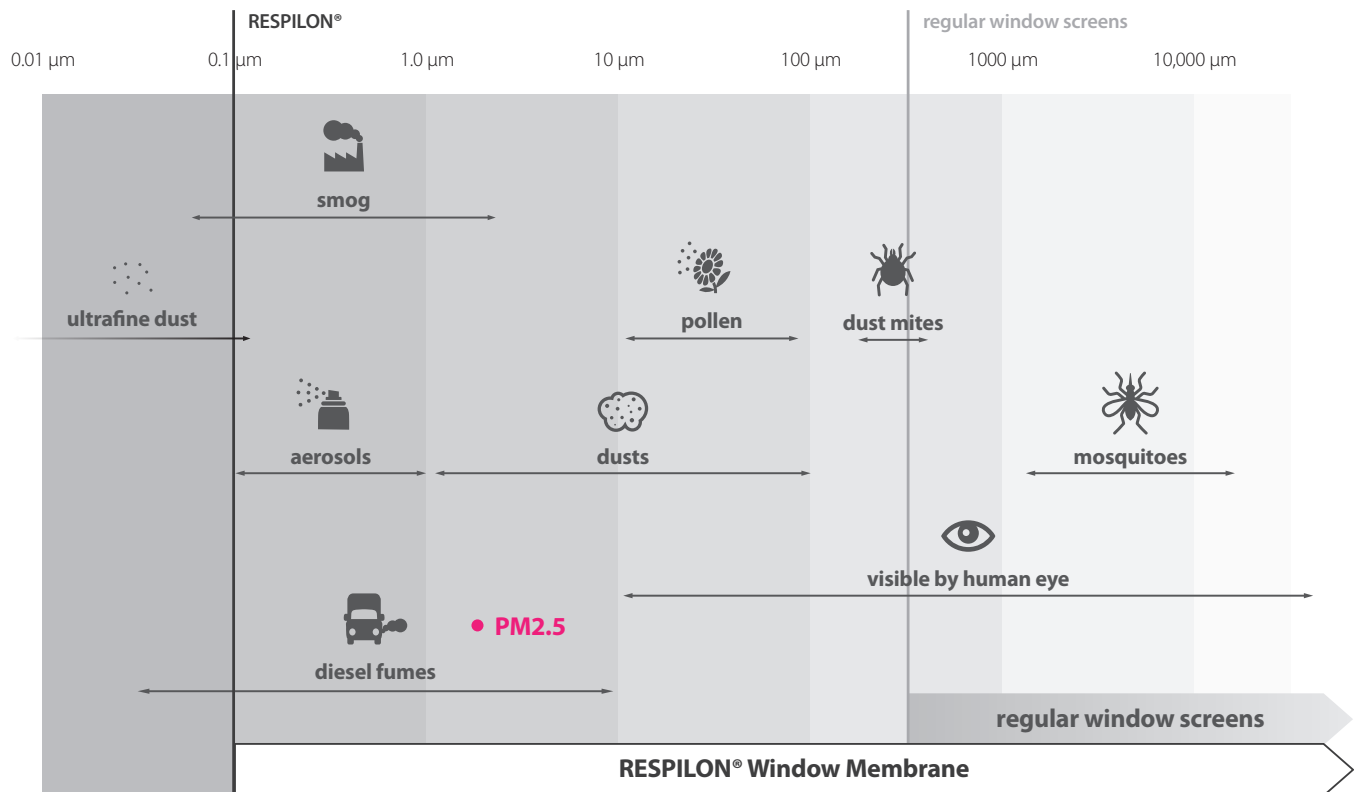 RESPILON®
regular window screens
0.01 µm
0.1 µm
1.0 µm
10 µm
100 µm
1000 µm
10,000 µm
smog
ultrafine dust
pollen
dust mites
aerosols
dusts
mosquitoes
visible by human eye
PM2.5
diesel fumes
regular window screens
RESPILON® Window Membrane